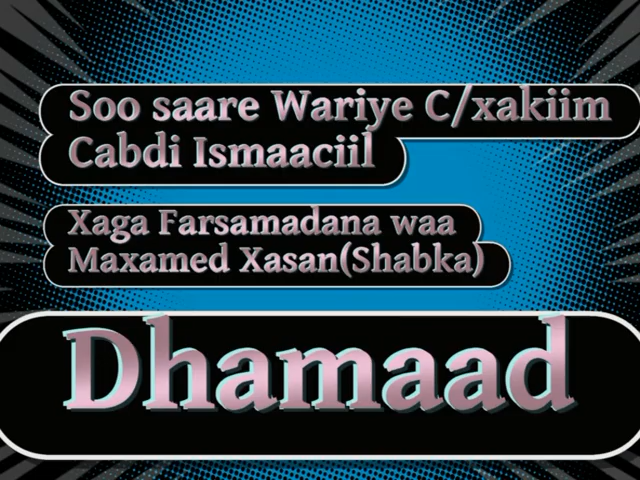 Soo saare Wariye C/xakiim
Cabdi Ismaaciil
Xaga Farsamadana waa
Maxamed Xasan(Shabka)
Dhamaad